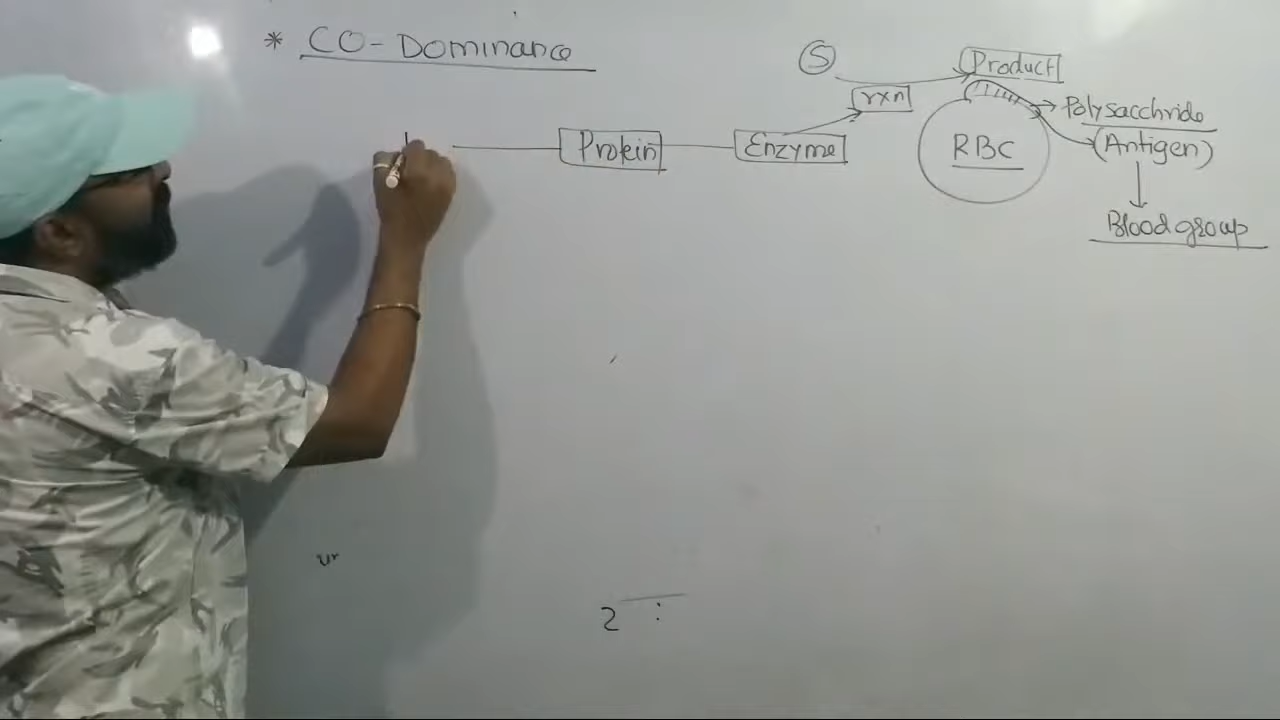 * CO-Dominance
S
Product
rxn
Polysacchride
(Antigen)
Protein
Enzyme
RBC
Blood group
2